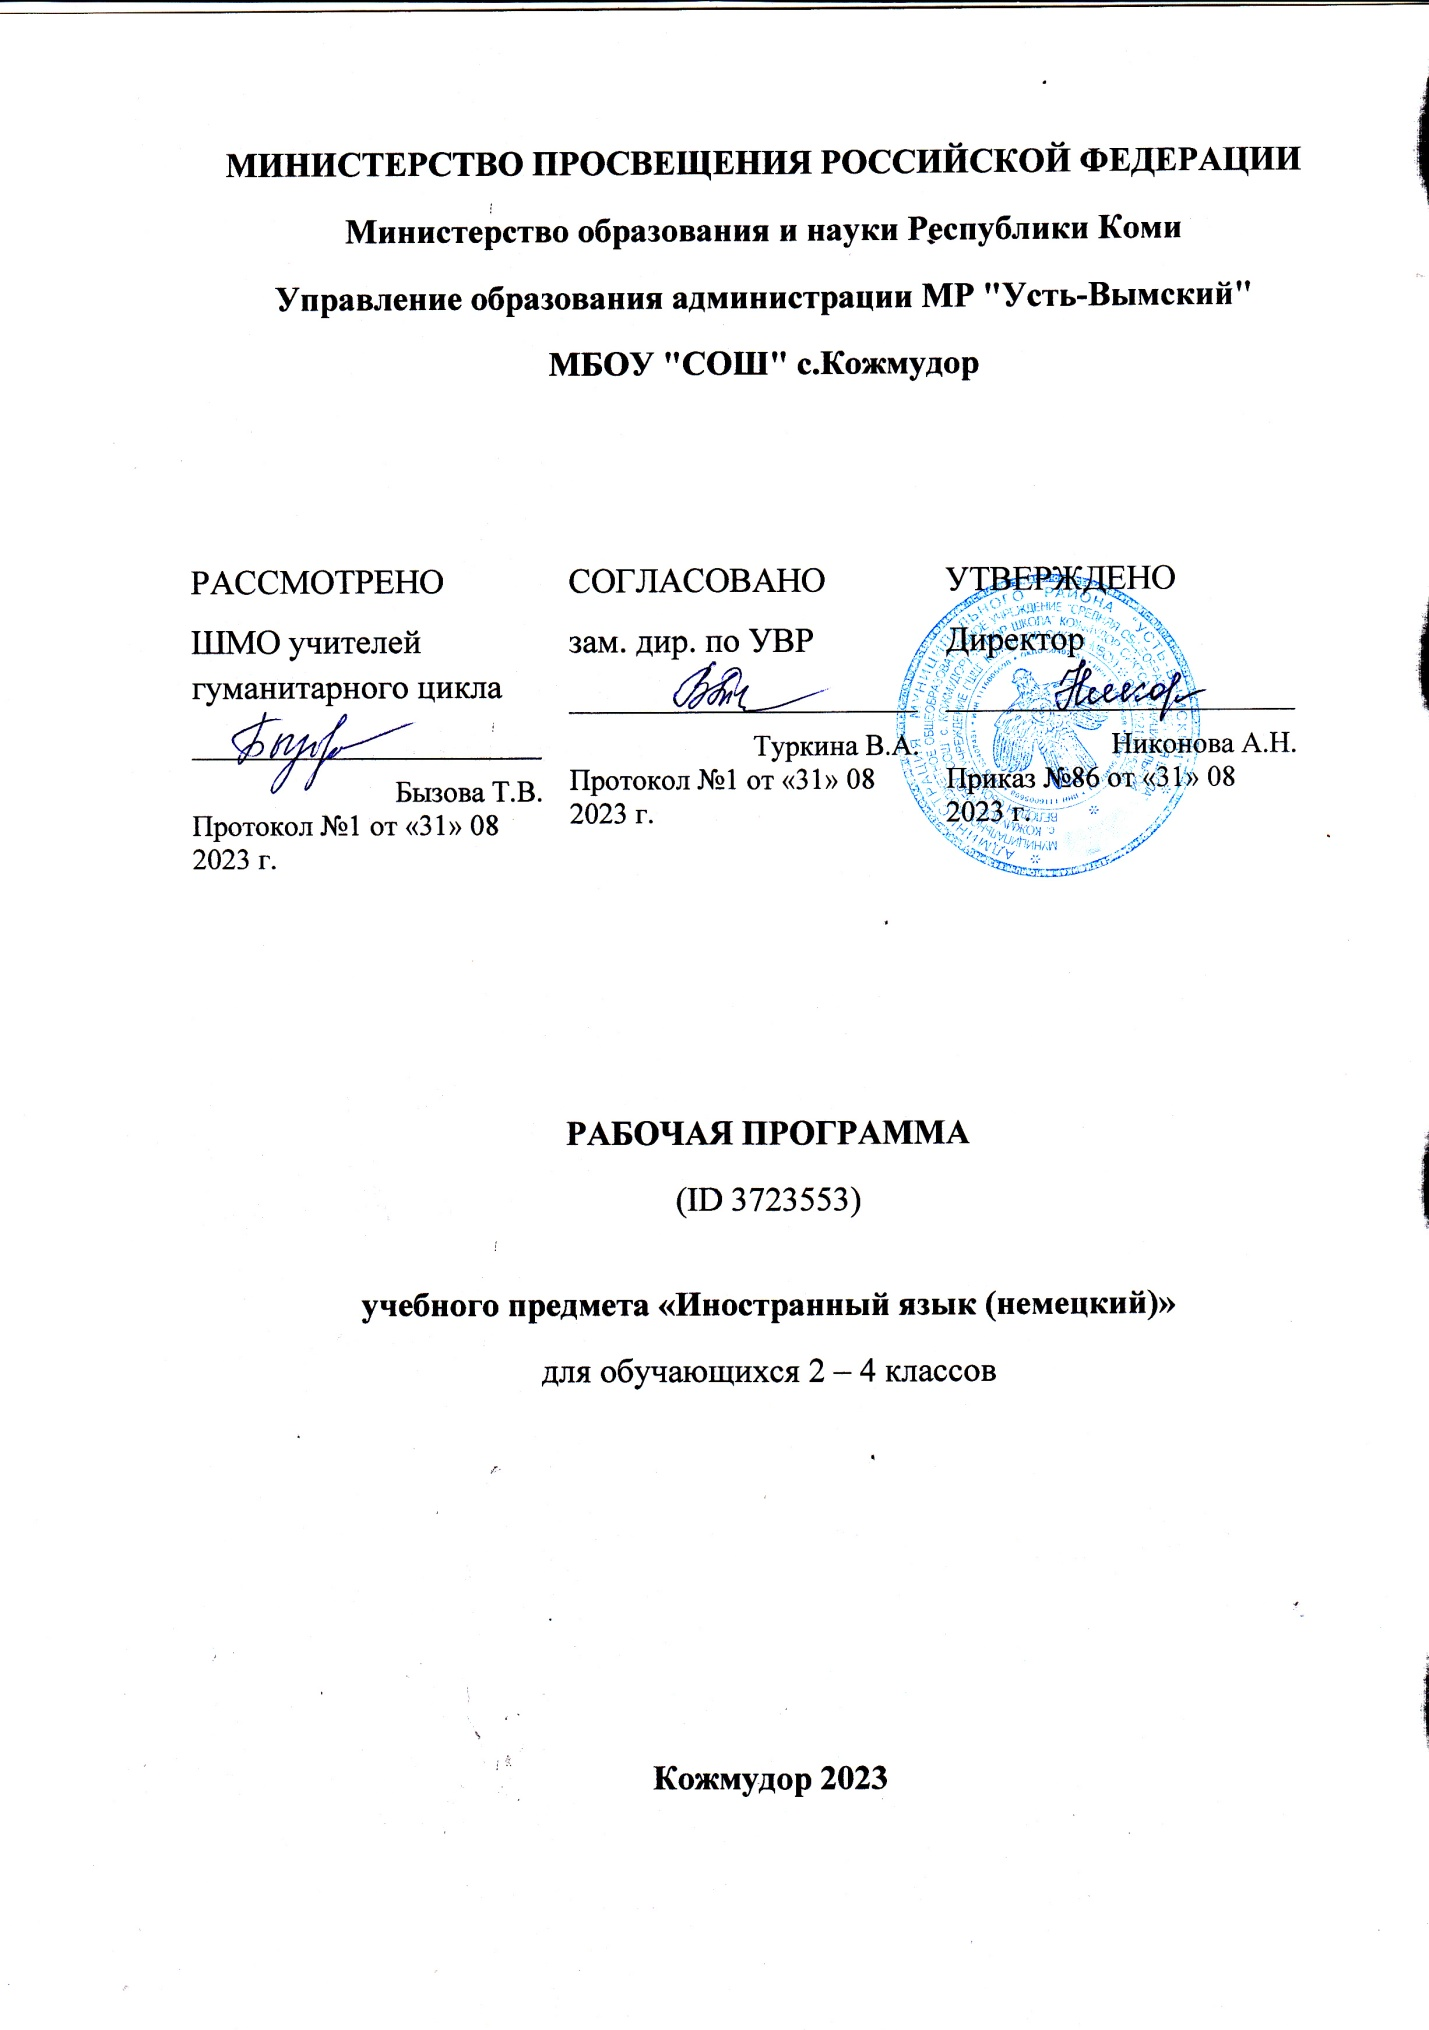 МИНИСТЕРСТВО ПРОСВЕЩЕНИЯ РОССИЙСКОЙ ФЕДЕРАЦИИ
Министерство образования и науки Республики Коми
Управление образования администрации МР "Усть-Вымский"
МБОУ "СОШ" с.Кожмудор
РАССМОТРЕНО
ШМО учителей
гуманитарного цикла
Бызова Т.В.
Протокол №1 от «31» 08
2023 г.
СОГЛАСОВАНО
зам. дир. по УВР
Туркина В.А.
Протокол №1 от «31» 08
2023 г.
УТВЕРЖДЕНО
Директор
Никонова А.Н.
Приказ №86 от «31» 08
2023 г.
РАБОЧАЯ ПРОГРАММА
(ID 3723553)
учебного предмета «Иностранный язык (немецкий)»
для обучающихся 2 – 4 классов
Кожмудор 2023